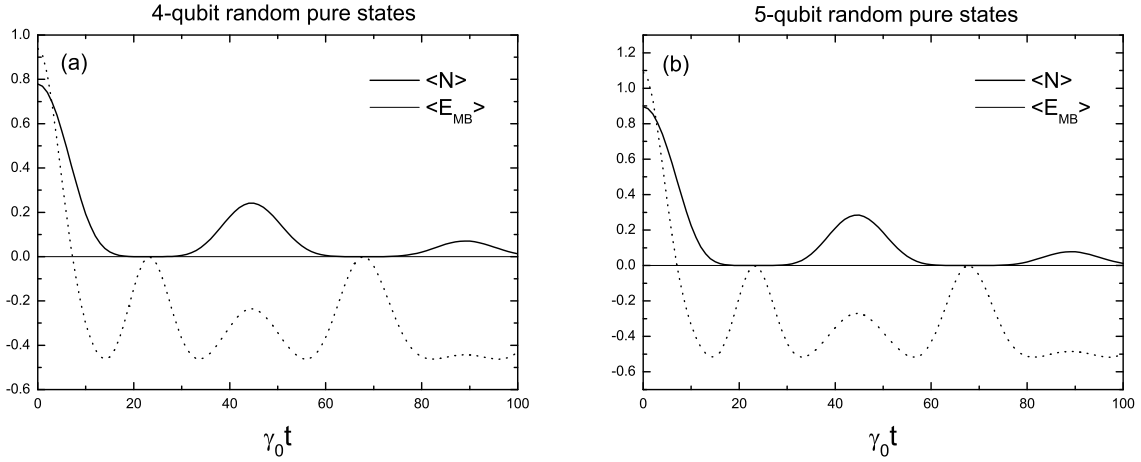 4-qubit random pure states
(a)
<N>
<E_MB>
1.0
0.8
0.6
0.4
0.2
0.0
-0.2
-0.4
-0.6
0 20 40 60 80 100
γ₀t
5-qubit random pure states
(b)
<N>
<E_MB>
1.2
1.0
0.8
0.6
0.4
0.2
0.0
-0.2
-0.4
-0.6
0 20 40 60 80 100
γ₀t